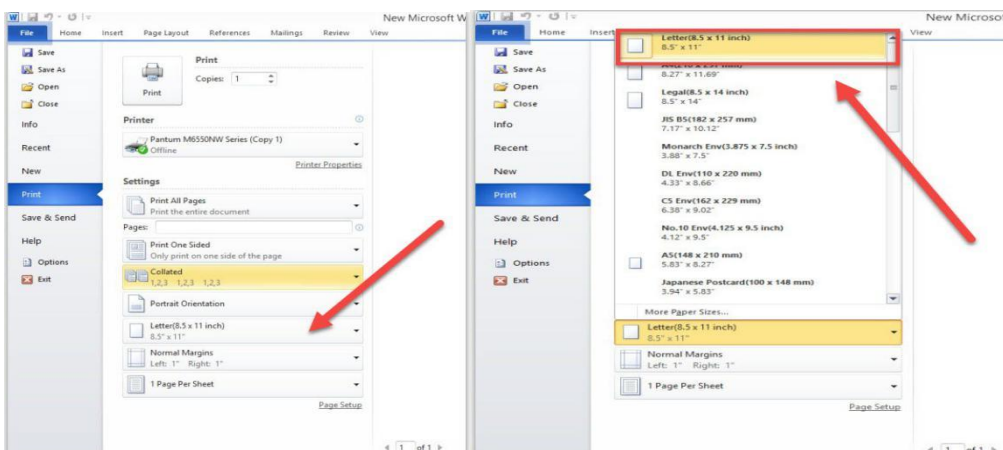 New Microsoft W
File Home Insert Page Layout References Mailings Review View
Save
Save As
Open
Close
Info
Recent
New
Print
Save & Send
Help
Options
Exit
Print
Copies: 1
Print
Printer
Pantum M6550NW Series (Copy 1)
Offline
Printer Properties
Settings
Print All Pages
Print the entire document
Pages:
Print One Sided
Only print on one side of the page
Collated
1,2,3 1,2,3 1,2,3
Portrait Orientation
Letter(8.5 x 11 inch)
8.5" x 11"
Normal Margins
Left: 1" Right: 1"
1 Page Per Sheet
Page Setup
1 of 1
New Microsof
File Home Insert View
Save
Save As
Open
Close
Info
Recent
New
Print
Save & Send
Help
Options
Exit
Letter(8.5 x 11 inch)
8.5" x 11"
A4(210 x 297 mm)
8.27" x 11.69"
Legal(8.5 x 14 inch)
8.5" x 14"
JIS B5(182 x 257 mm)
7.17" x 10.12"
Monarch Env(3.875 x 7.5 inch)
3.88" x 7.5"
DL Env(110 x 220 mm)
4.33" x 8.66"
C5 Env(162 x 229 mm)
6.38" x 9.02"
No.10 Env(4.125 x 9.5 inch)
4.12" x 9.5"
A5(148 x 210 mm)
5.83" x 8.27"
Japanese Postcard(100 x 148 mm)
3.94" x 5.83"
More Paper Sizes...
Letter(8.5 x 11 inch)
8.5" x 11"
Normal Margins
Left: 1" Right: 1"
1 Page Per Sheet
Page Setup
1 of 1